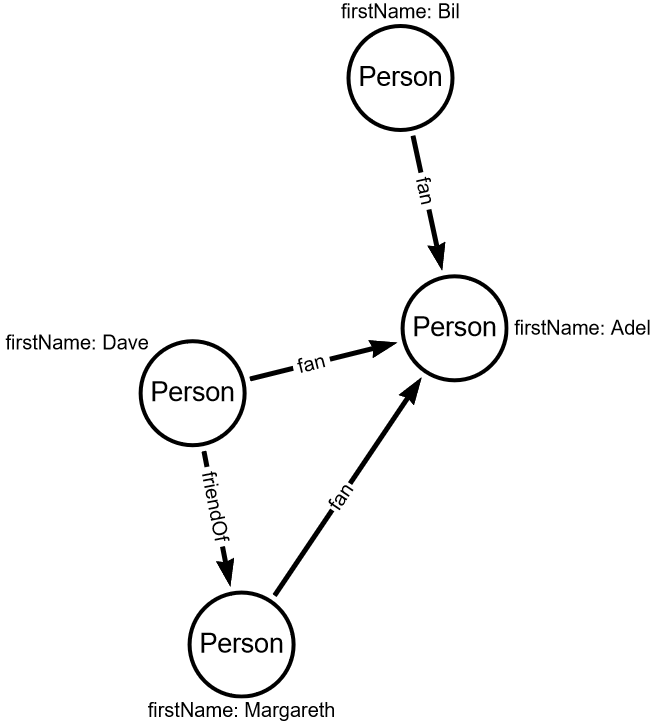 firstName: Bil
Person
fan
Person
firstName: Adel
firstName: Dave
Person
fan
friendOf
fan
Person
firstName: Margareth